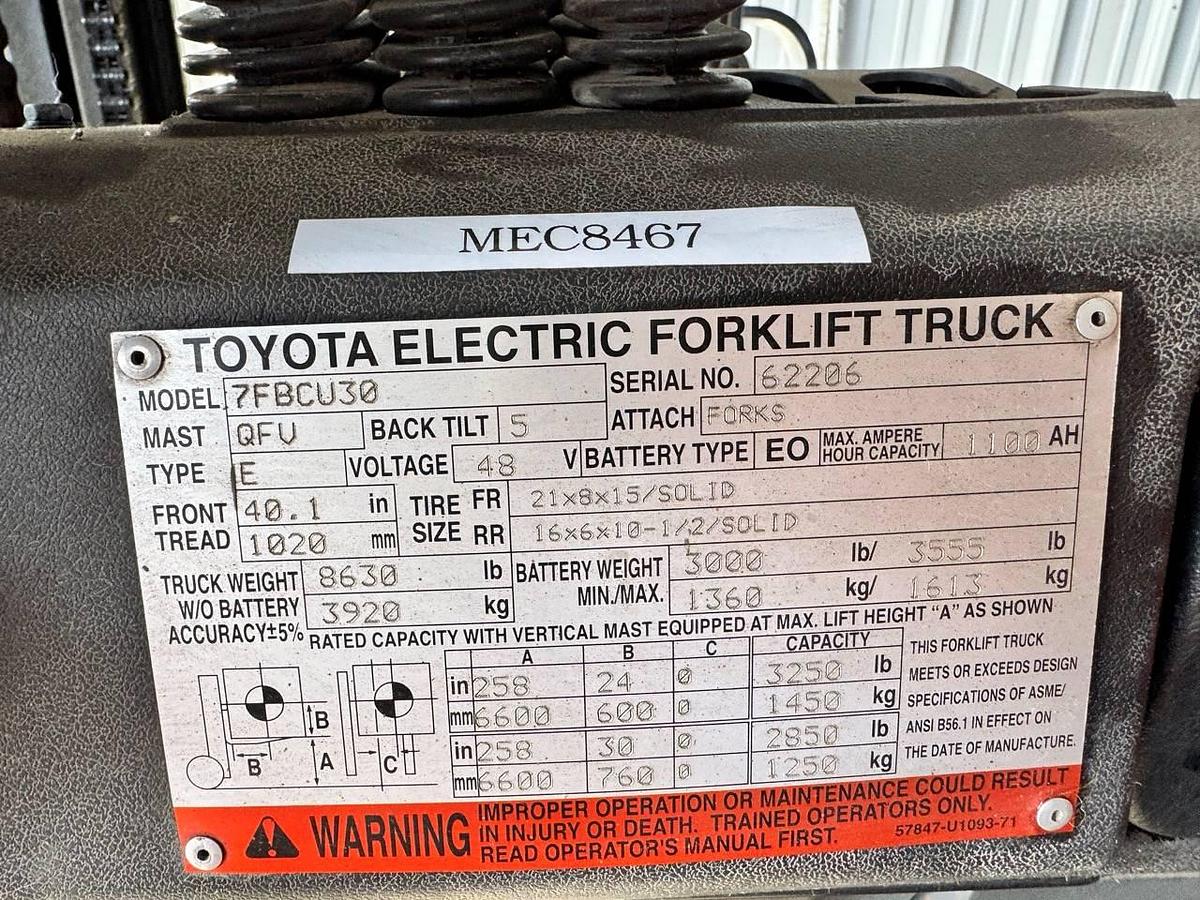 MEC8467
TOYOTA ELECTRIC FORKLIFT TRUCK
MODEL 7FBCU30 SERIAL NO. 62206
MAST QFV BACK TILT 5 ATTACH FORKS
TYPE E VOLTAGE 48 V BATTERY TYPE EO MAX. AMPERE HOUR CAPACITY 1100 AH
FRONT TREAD 40.1 in TIRE SIZE FR 21x8x15/SOLID
1020 mm RR 16x6x10-1/2/SOLID
TRUCK WEIGHT W/O BATTERY 8630 lb BATTERY WEIGHT MIN./MAX. 3000 lb/ 3555 lb
3920 kg 1360 kg/ 1613 kg
ACCURACY±5% RATED CAPACITY WITH VERTICAL MAST EQUIPPED AT MAX. LIFT HEIGHT "A" AS SHOWN
A B C CAPACITY
in 258 24 0 3250 lb
mm 6600 600 0 1450 kg
in 258 30 0 2850 lb
mm 6600 760 0 1250 kg
B B A C
THIS FORKLIFT TRUCK
MEETS OR EXCEEDS DESIGN
SPECIFICATIONS OF ASME/
ANSI B56.1 IN EFFECT ON
THE DATE OF MANUFACTURE.
WARNING
IMPROPER OPERATION OR MAINTENANCE COULD RESULT
IN INJURY OR DEATH. TRAINED OPERATORS ONLY.
READ OPERATOR'S MANUAL FIRST.
57847-U1093-71